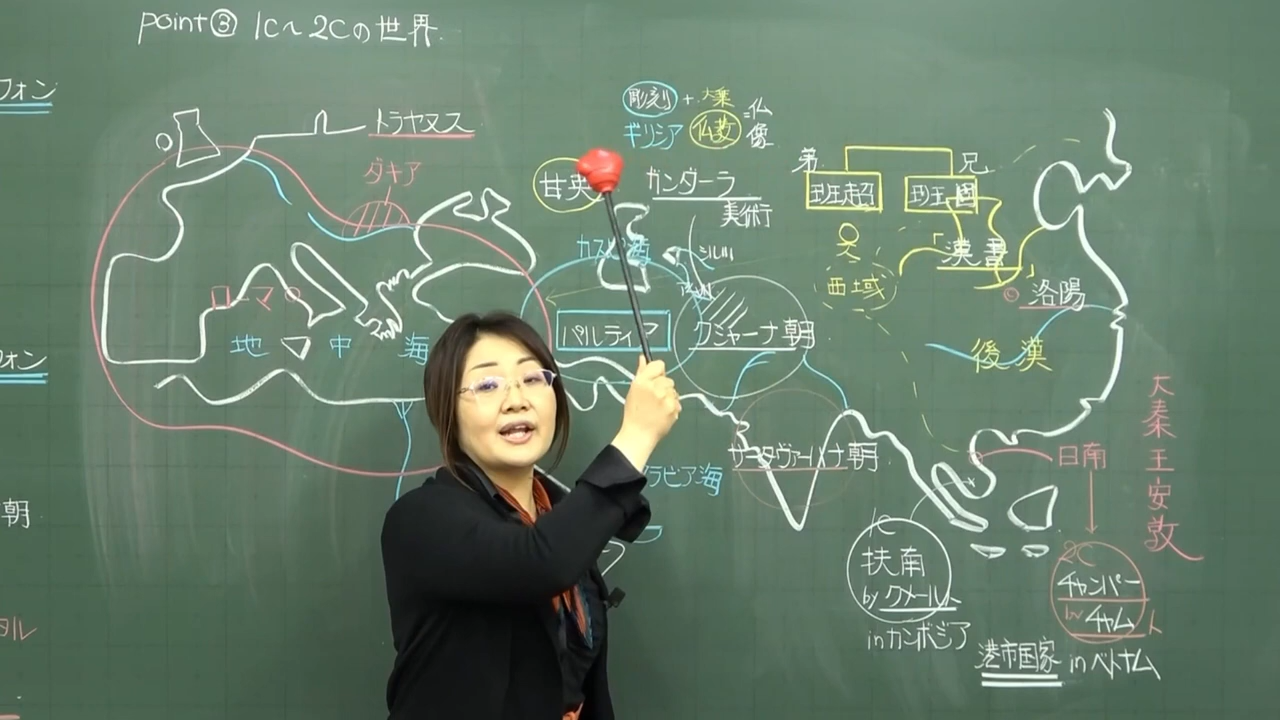 point③ 1C～2Cの世界
フォン
トラヤヌス
ダキア
彫刻 + 大乗
ギリシア 仏教 =仏像
甘英
ガンダーラ
美術
弟
兄
班超
班固
「漢書」
西域
カスピ海
シル川
ローマ
地中海
パルティア
クシャーナ朝
洛陽
後漢
フォン
サータヴァーハナ朝
ラビア海
日南
大秦王安敦
朝
1C
扶南
by クメール人
in カンボジア
2C
チャンパー
by チャム人
港市国家 in ベトナム
タル